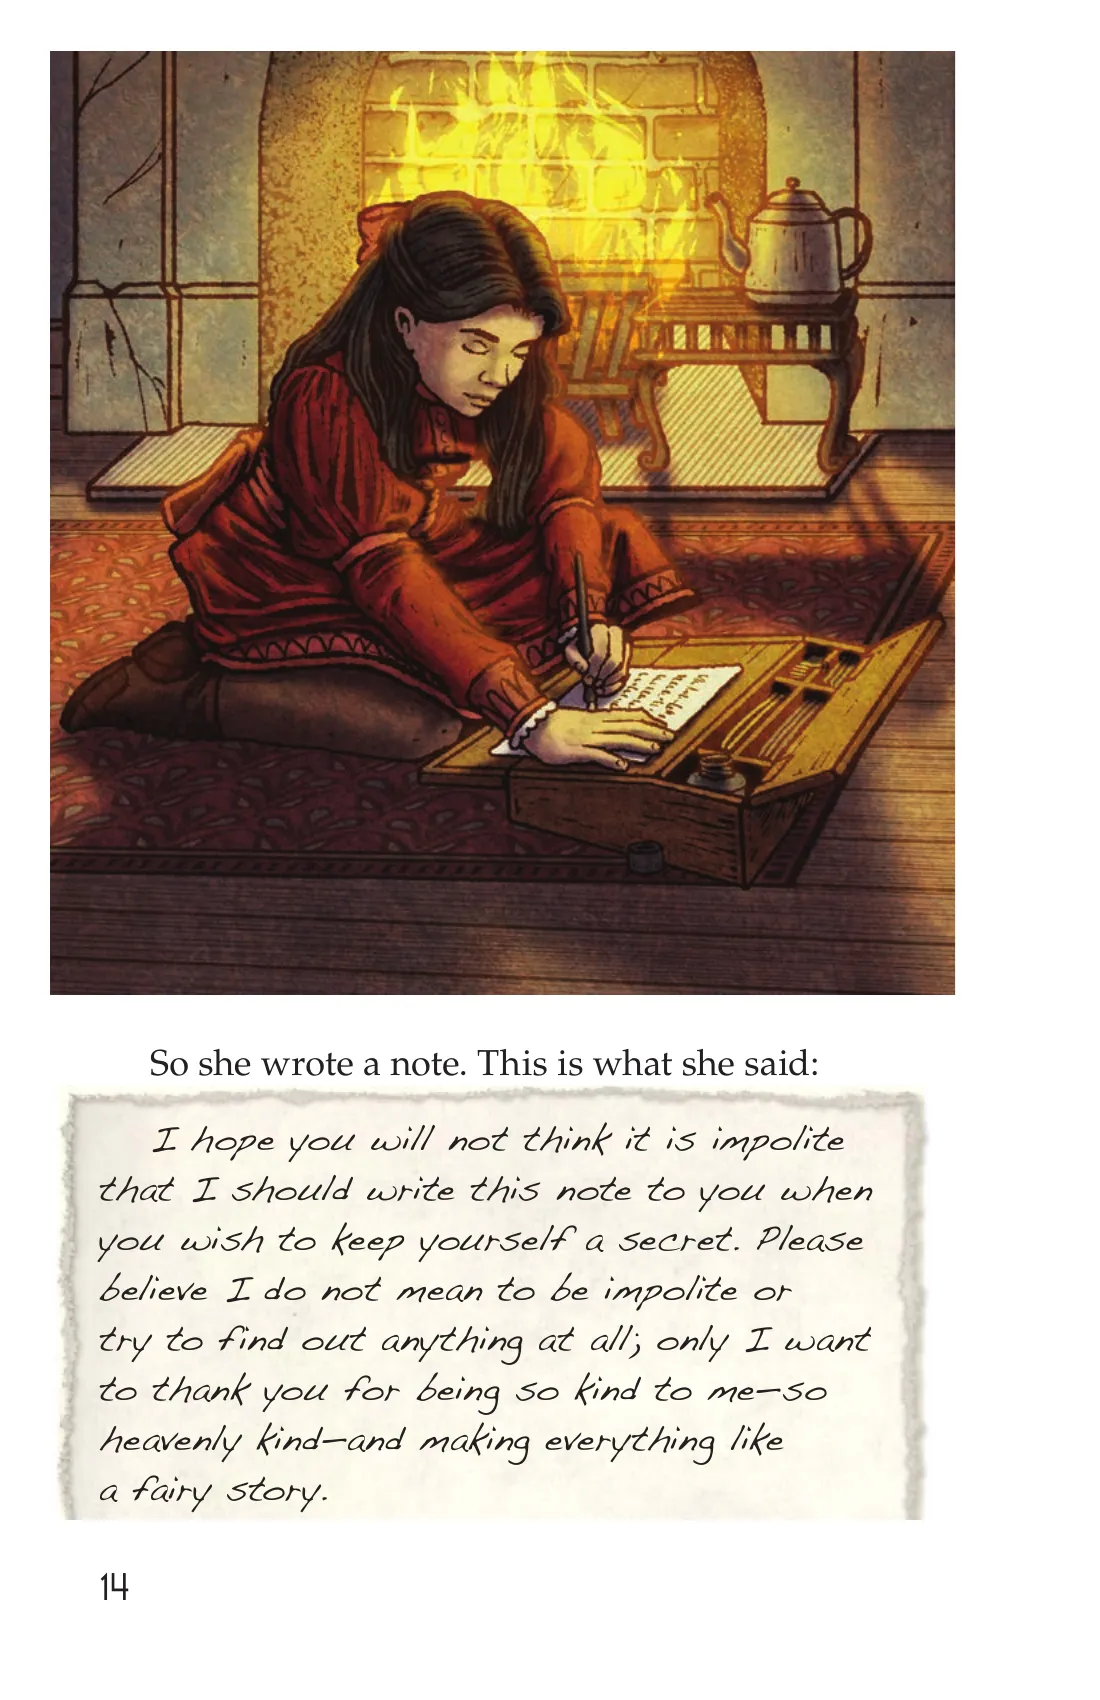 So she wrote a note. This is what she said:
I hope you will not think it is impolite
that I should write this note to you when
you wish to keep yourself a secret. Please
believe I do not mean to be impolite or
try to find out anything at all; only I want
to thank you for being so kind to me—so
heavenly kind—and making everything like
a fairy story.
14